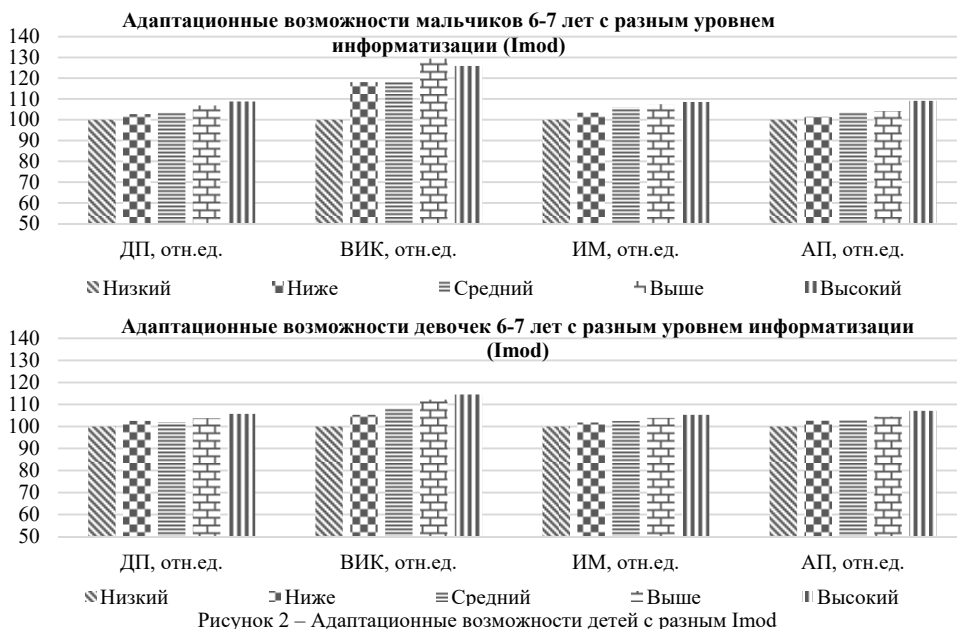 Адаптационные возможности мальчиков 6-7 лет с разным уровнем
информатизации (Imod)
140
130
120
110
100
90
80
70
60
50
ДП, отн.ед. ВИК, отн.ед. ИМ, отн.ед. АП, отн.ед.
Низкий Ниже Средний Выше Высокий
Адаптационные возможности девочек 6-7 лет с разным уровнем информатизации
(Imod)
140
130
120
110
100
90
80
70
60
50
ДП, отн.ед. ВИК, отн.ед. ИМ, отн.ед. АП, отн.ед.
Низкий Ниже Средний Выше Высокий
Рисунок 2 – Адаптационные возможности детей с разным Imod